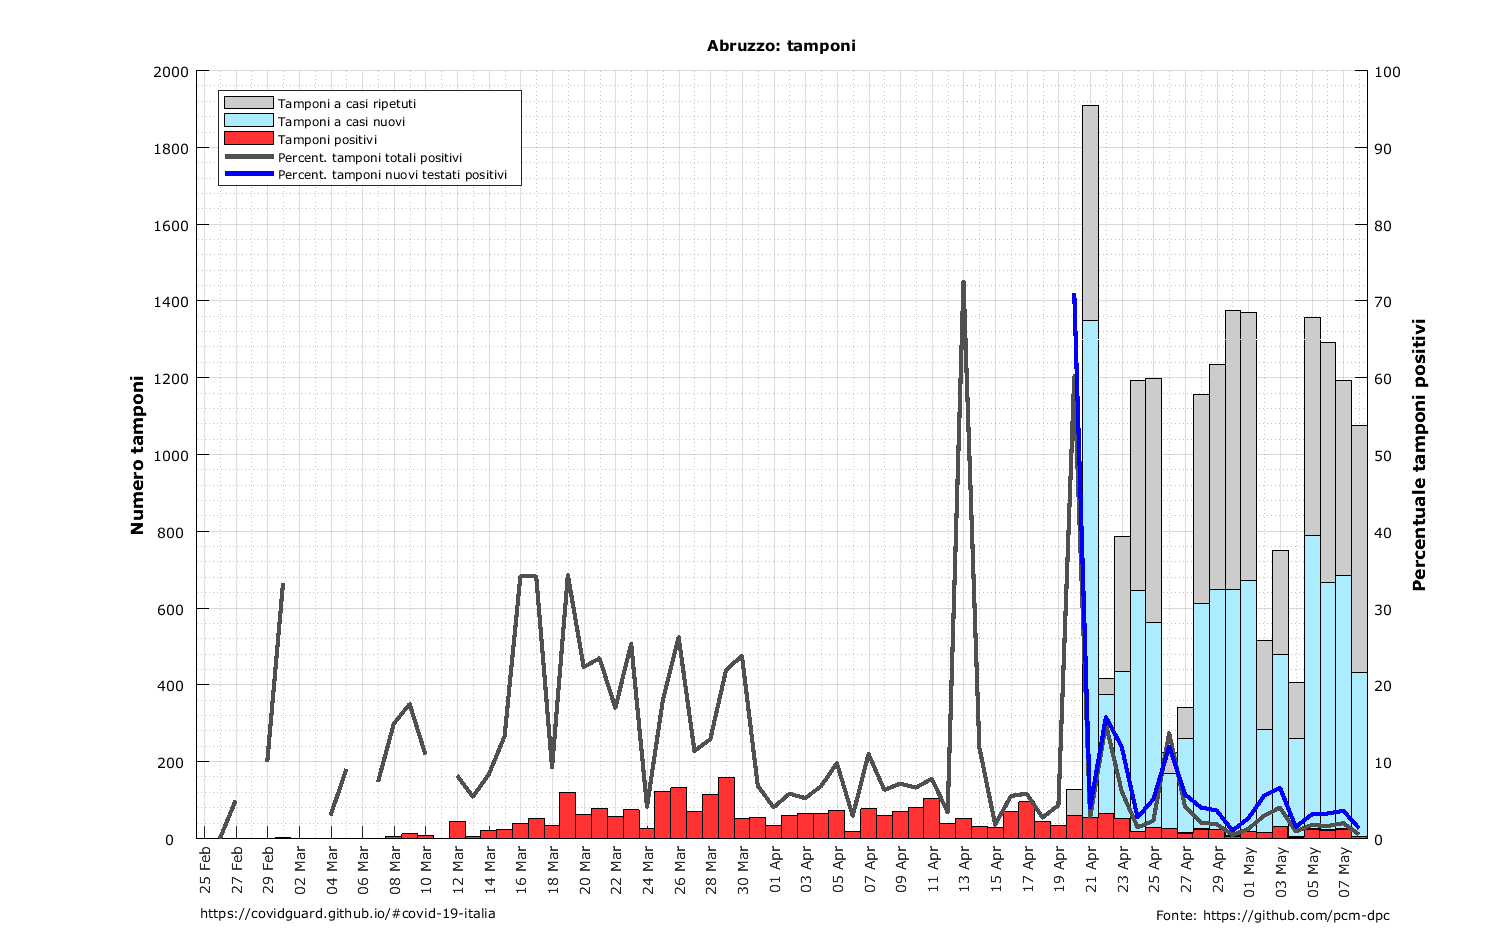 Abruzzo: tamponi
2000
1800
1600
1400
1200
1000
800
600
400
200
0
Numero tamponi
Tamponi a casi ripetuti
Tamponi a casi nuovi
Tamponi positivi
Percent. tamponi totali positivi
Percent. tamponi nuovi testati positivi
100
90
80
70
60
50
40
30
20
10
0
Percentuale tamponi positivi
25 Feb
27 Feb
29 Feb
02 Mar
04 Mar
06 Mar
08 Mar
10 Mar
12 Mar
14 Mar
16 Mar
18 Mar
20 Mar
22 Mar
24 Mar
26 Mar
28 Mar
30 Mar
01 Apr
03 Apr
05 Apr
07 Apr
09 Apr
11 Apr
13 Apr
15 Apr
17 Apr
19 Apr
21 Apr
23 Apr
25 Apr
27 Apr
29 Apr
01 May
03 May
05 May
07 May
https://covidguard.github.io/#covid-19-italia
Fonte: https://github.com/pcm-dpc